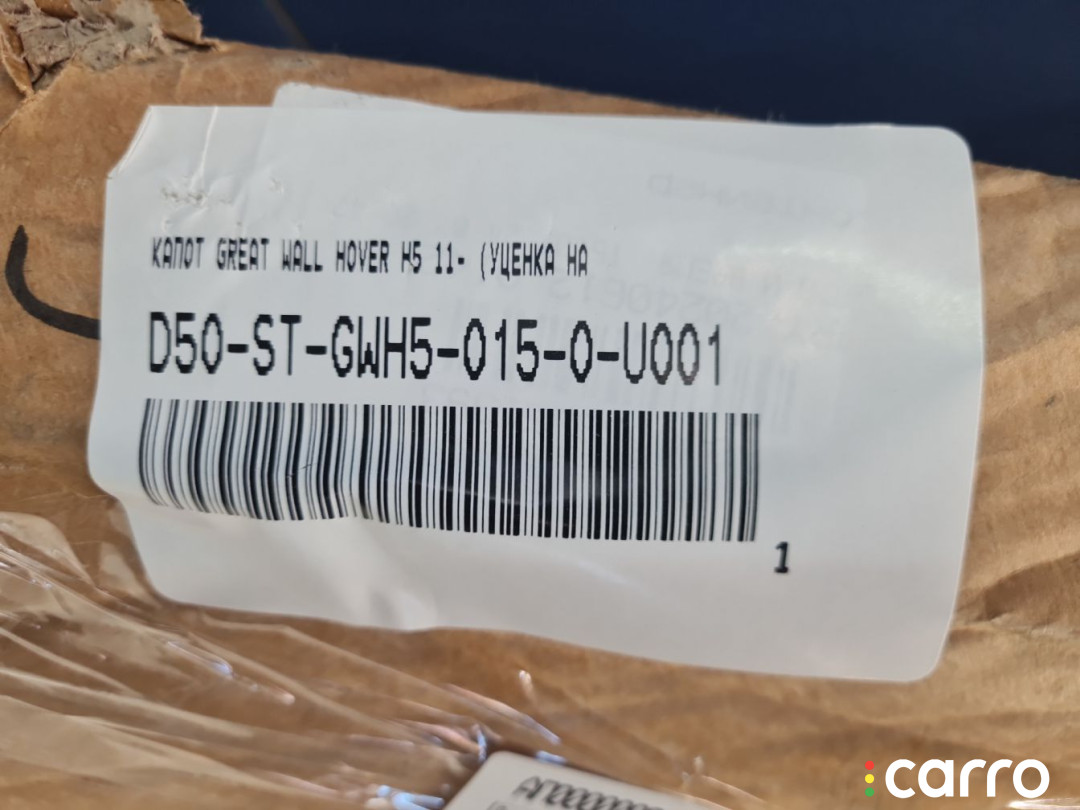 КАПОТ GREAT WALL HOVER H5 11- (УЦЕНКА НА
D50-ST-GWH5-015-0-U001
1
carro